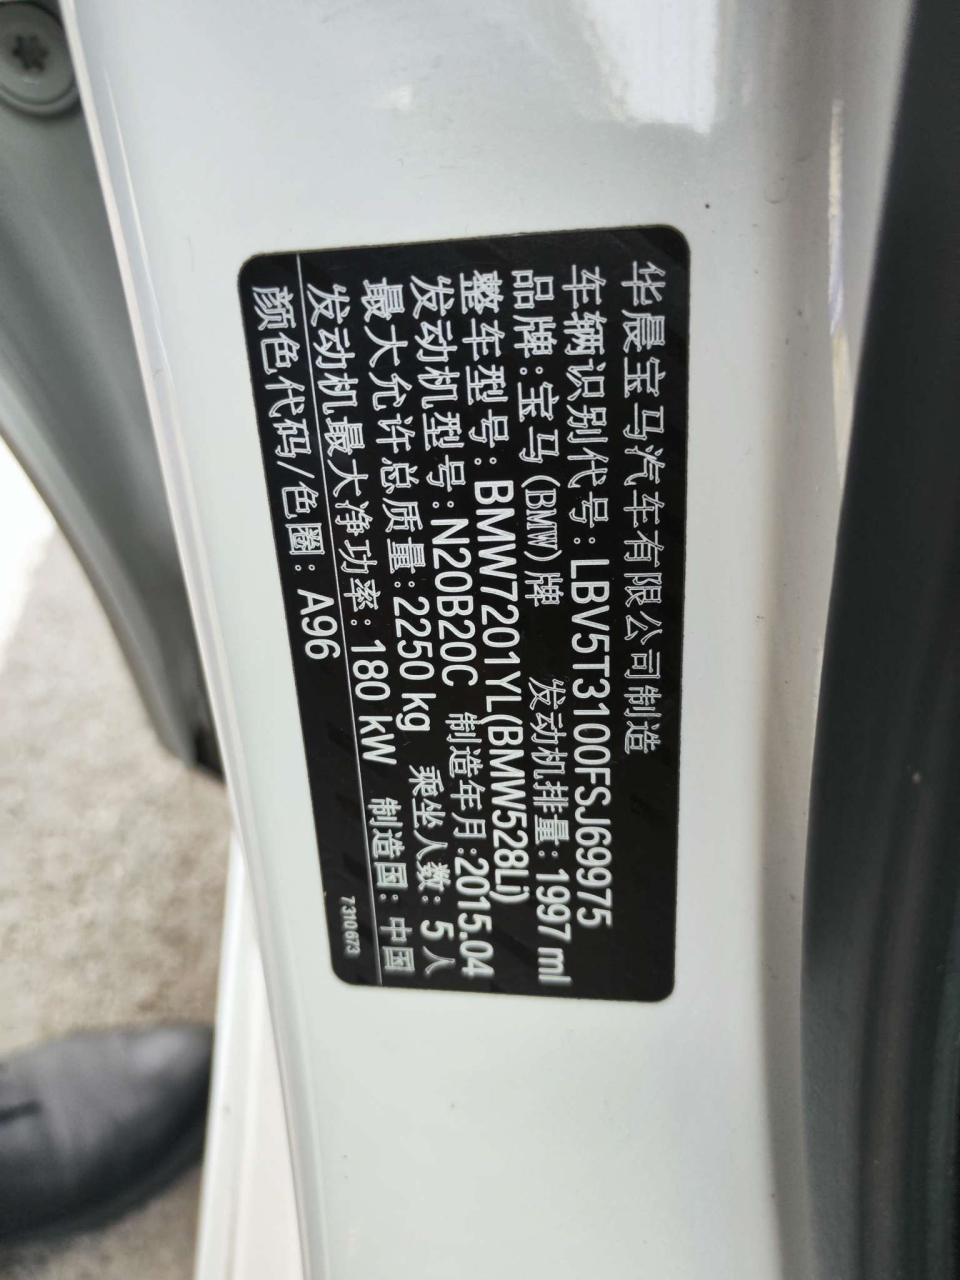 华晨宝马汽车有限公司制造
车辆识别代号：LBV5T3100FSJ69975
品牌：宝马(BMW)牌 发动机排量：1997 ml
整车型号：BMW7201YL(BMW528Li)
发动机型号：N20B20C 制造年月：2015.04
最大允许总质量：2250 kg 乘坐人数：5人
发动机最大净功率：180 kW 制造国：中国
颜色代码/色圈：A96 7310673